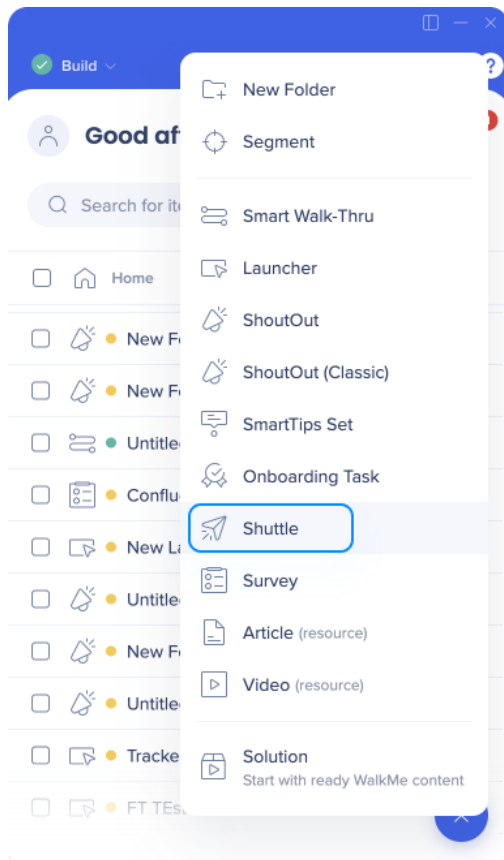 Build
?
New Folder
Good af
Segment
Search for ite
Smart Walk-Thru
Home
Launcher
ShoutOut
New Fo
ShoutOut (Classic)
New Fo
SmartTips Set
Untitle
Onboarding Task
Conflu
Shuttle
New La
Survey
Untitle
Article (resource)
New Fo
Video (resource)
Untitle
Solution
Tracke
Start with ready WalkMe content
FT TEs